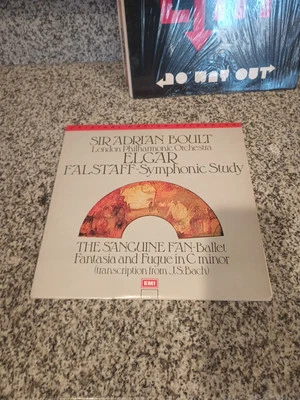 NO WAY OUT
SIR ADRIAN BOULT
London Philharmonic Orchestra
ELGAR
FALSTAFF-Symphonic Study
THE SANGUINE FAN-Ballet
Fantasia and Fugue in C minor
(transcription from J.S.Bach)
EMI